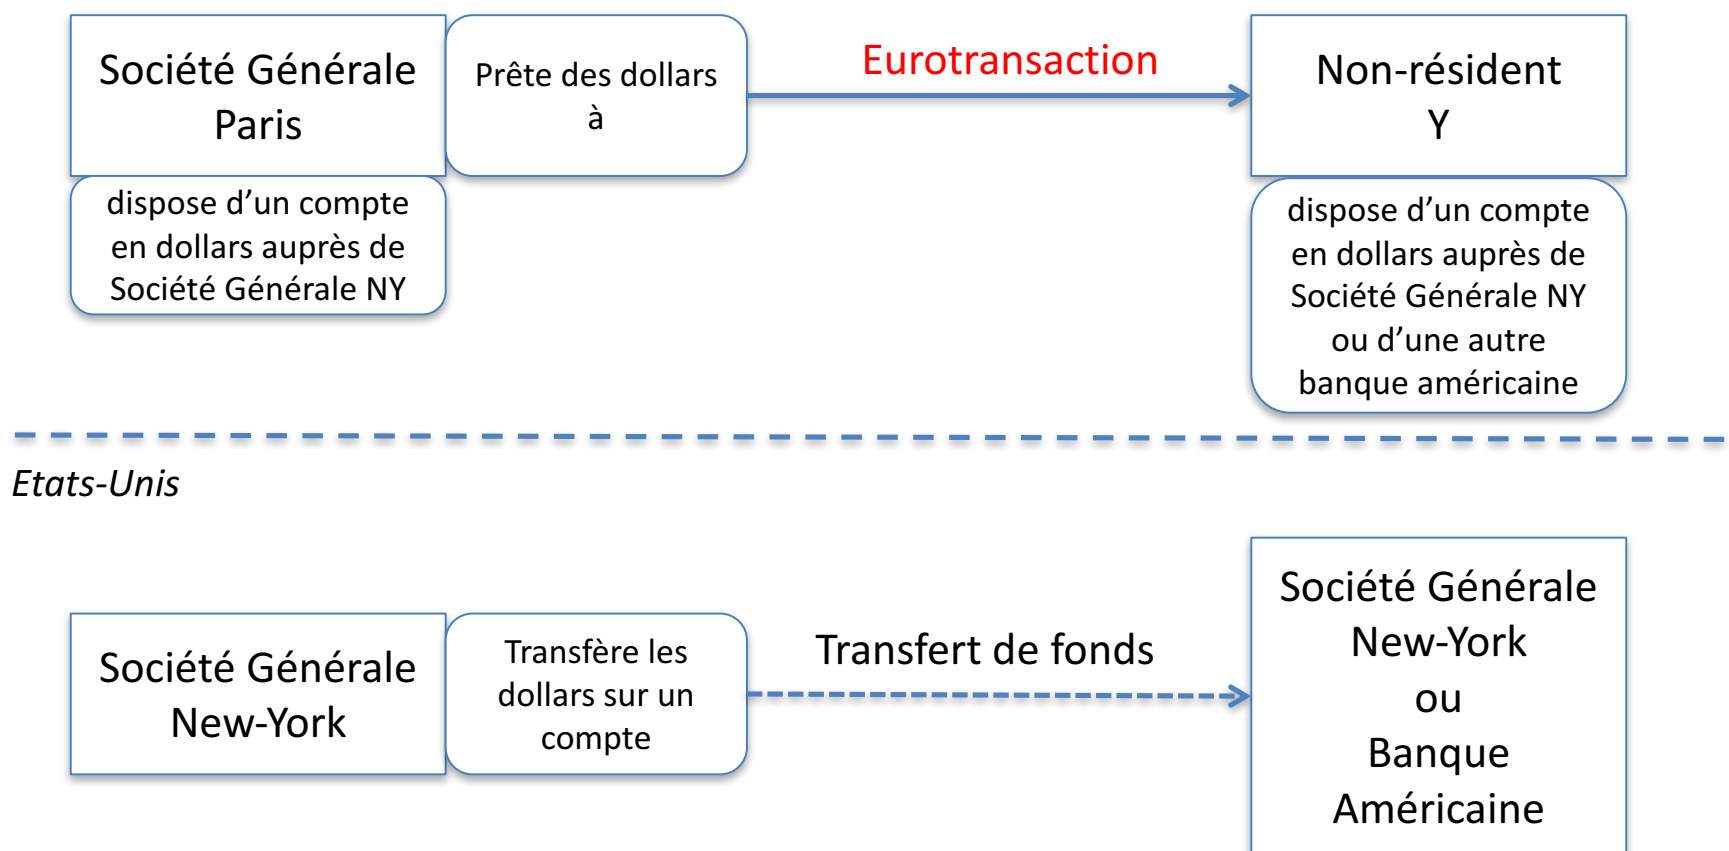 Société Générale
Paris
Prête des dollars
à
Eurotransaction
Non-résident
Y
dispose d’un compte
en dollars auprès de
Société Générale NY
dispose d’un compte
en dollars auprès de
Société Générale NY
ou d’une autre
banque américaine
Etats-Unis
Société Générale
New-York
Transfère les
dollars sur un
compte
Transfert de fonds
Société Générale
New-York
ou
Banque
Américaine